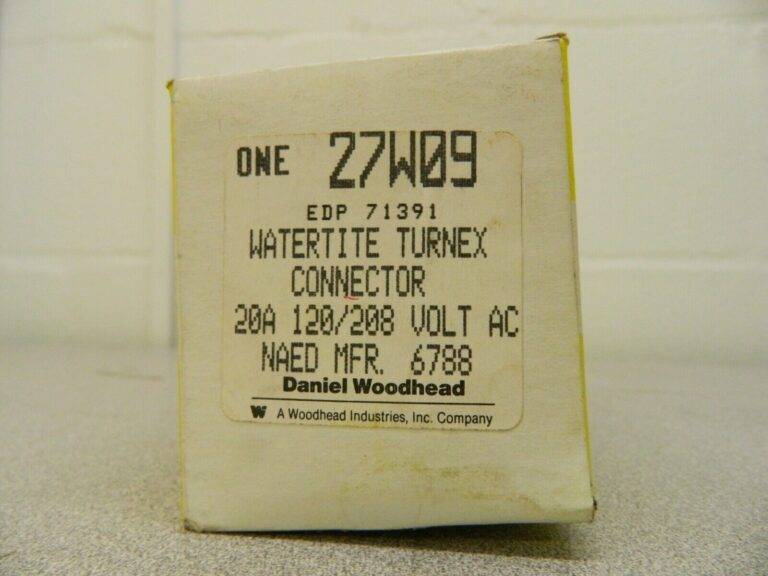 ONE 27W09
EDP 71391
WATERTITE TURNEX
CONNECTOR
20A 120/208 VOLT AC
NAED MFR. 6788
Daniel Woodhead
W A Woodhead Industries, Inc. Company